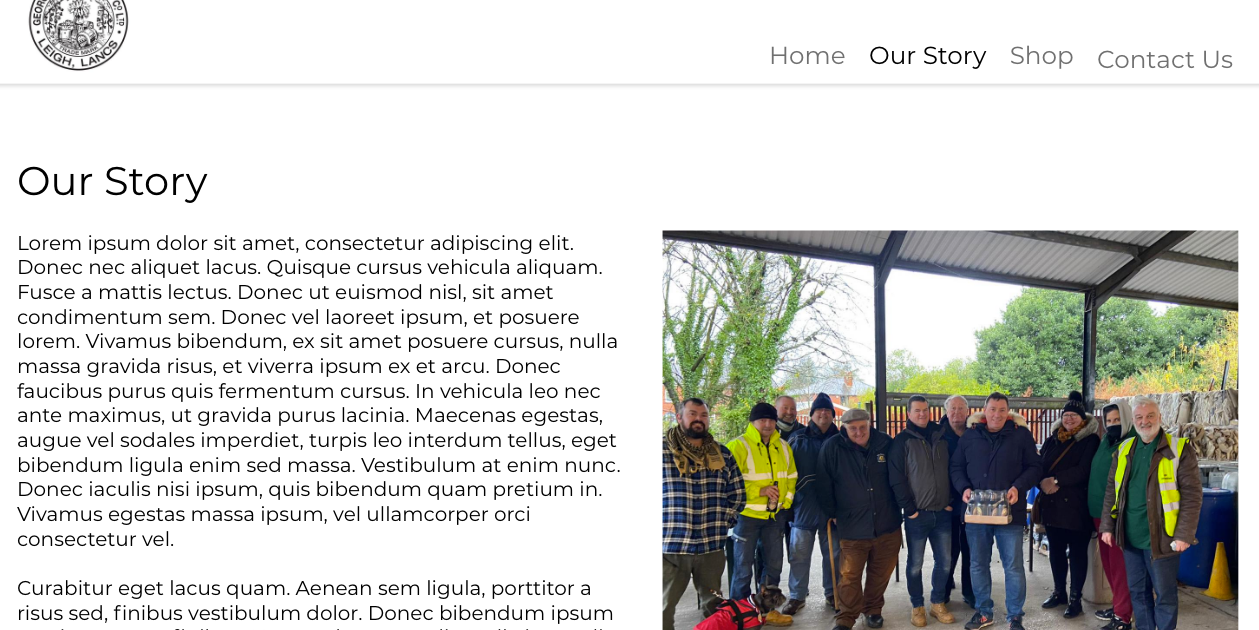 GEOR
CO LTD
TRADE MARK
LEIGH, LANCS
Home Our Story Shop Contact Us
Our Story
Lorem ipsum dolor sit amet, consectetur adipiscing elit.
Donec nec aliquet lacus. Quisque cursus vehicula aliquam.
Fusce a mattis lectus. Donec ut euismod nisl, sit amet
condimentum sem. Donec vel laoreet ipsum, et posuere
lorem. Vivamus bibendum, ex sit amet posuere cursus, nulla
massa gravida risus, et viverra ipsum ex et arcu. Donec
faucibus purus quis fermentum cursus. In vehicula leo nec
ante maximus, ut gravida purus lacinia. Maecenas egestas,
augue vel sodales imperdiet, turpis leo interdum tellus, eget
bibendum ligula enim sed massa. Vestibulum at enim nunc.
Donec iaculis nisi ipsum, quis bibendum quam pretium in.
Vivamus egestas massa ipsum, vel ullamcorper orci
consectetur vel.
Curabitur eget lacus quam. Aenean sem ligula, porttitor a
risus sed, finibus vestibulum dolor. Donec bibendum ipsum